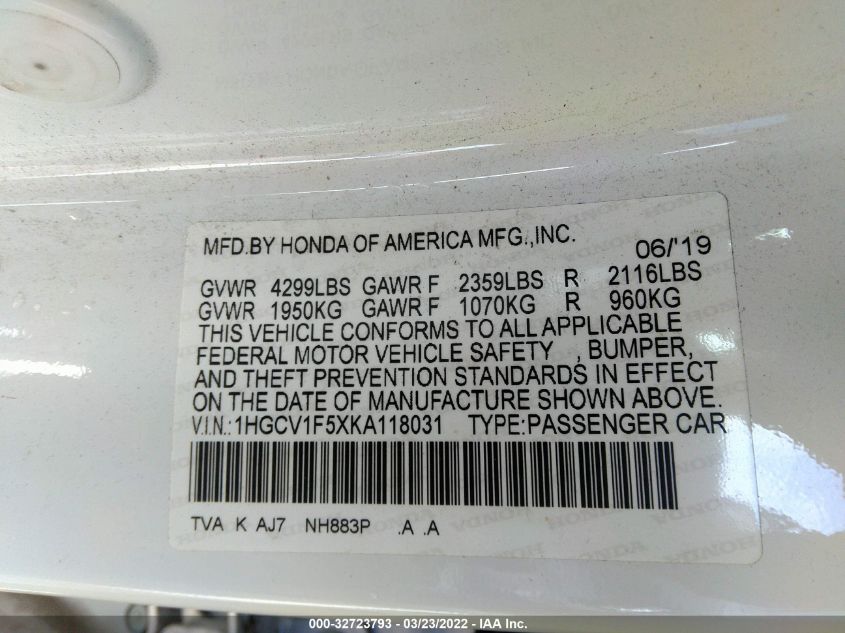 MFD.BY HONDA OF AMERICA MFG.,INC. 06/'19
GVWR 4299LBS GAWR F 2359LBS R 2116LBS
GVWR 1950KG GAWR F 1070KG R 960KG
THIS VEHICLE CONFORMS TO ALL APPLICABLE
FEDERAL MOTOR VEHICLE SAFETY , BUMPER,
AND THEFT PREVENTION STANDARDS IN EFFECT
ON THE DATE OF MANUFACTURE SHOWN ABOVE.
V.I.N.:1HGCV1F5XKA118031 TYPE:PASSENGER CAR
TVA K AJ7 NH883P .A .A
000-32723793 - 03/23/2022 - IAA Inc.